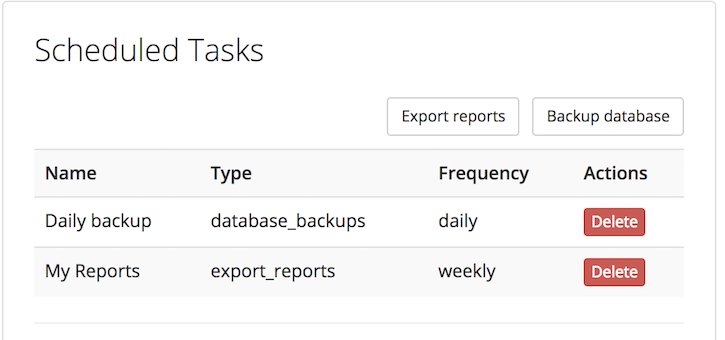 Scheduled Tasks
Export reports Backup database
Name Type Frequency Actions
Daily backup database_backups daily Delete
My Reports export_reports weekly Delete